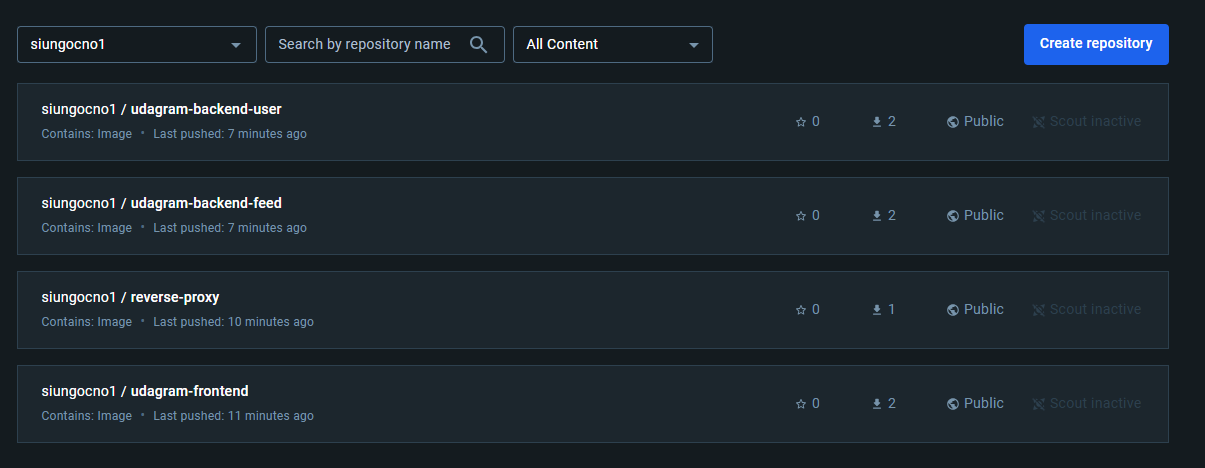 siungocno1 Search by repository name All Content Create repository
siungocno1 / udagram-backend-user
Contains: Image • Last pushed: 7 minutes ago
0 2 Public Scout inactive
siungocno1 / udagram-backend-feed
Contains: Image • Last pushed: 7 minutes ago
0 2 Public Scout inactive
siungocno1 / reverse-proxy
Contains: Image • Last pushed: 10 minutes ago
0 1 Public Scout inactive
siungocno1 / udagram-frontend
Contains: Image • Last pushed: 11 minutes ago
0 2 Public Scout inactive